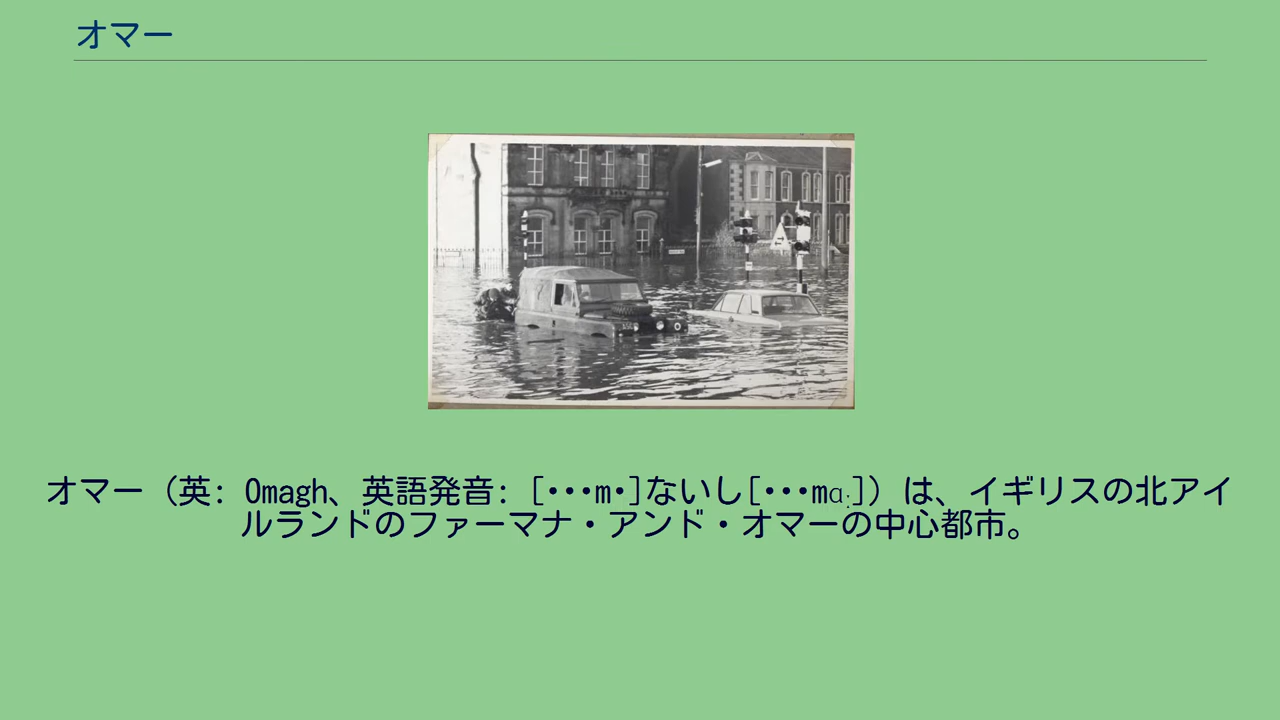 オマー
オマー（英: Omagh、英語発音: [・・・m・]ないし[・・・mɑː]）は、イギリスの北アイ
ルランドのファーマナ・アンド・オマーの中心都市。